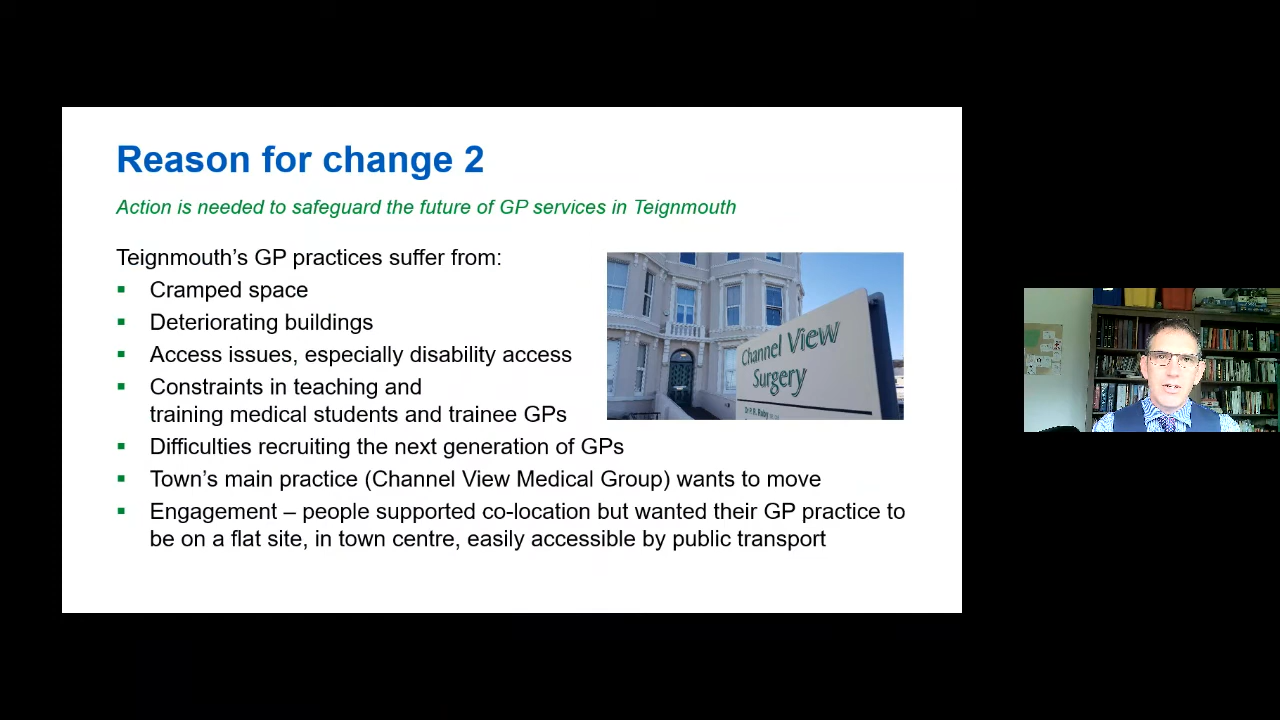 Reason for change 2
Action is needed to safeguard the future of GP services in Teignmouth
Teignmouth's GP practices suffer from:
▪ Cramped space
▪ Deteriorating buildings
▪ Access issues, especially disability access
▪ Constraints in teaching and
training medical students and trainee GPs
▪ Difficulties recruiting the next generation of GPs
▪ Town's main practice (Channel View Medical Group) wants to move
▪ Engagement – people supported co-location but wanted their GP practice to
be on a flat site, in town centre, easily accessible by public transport
Channel View
Surgery